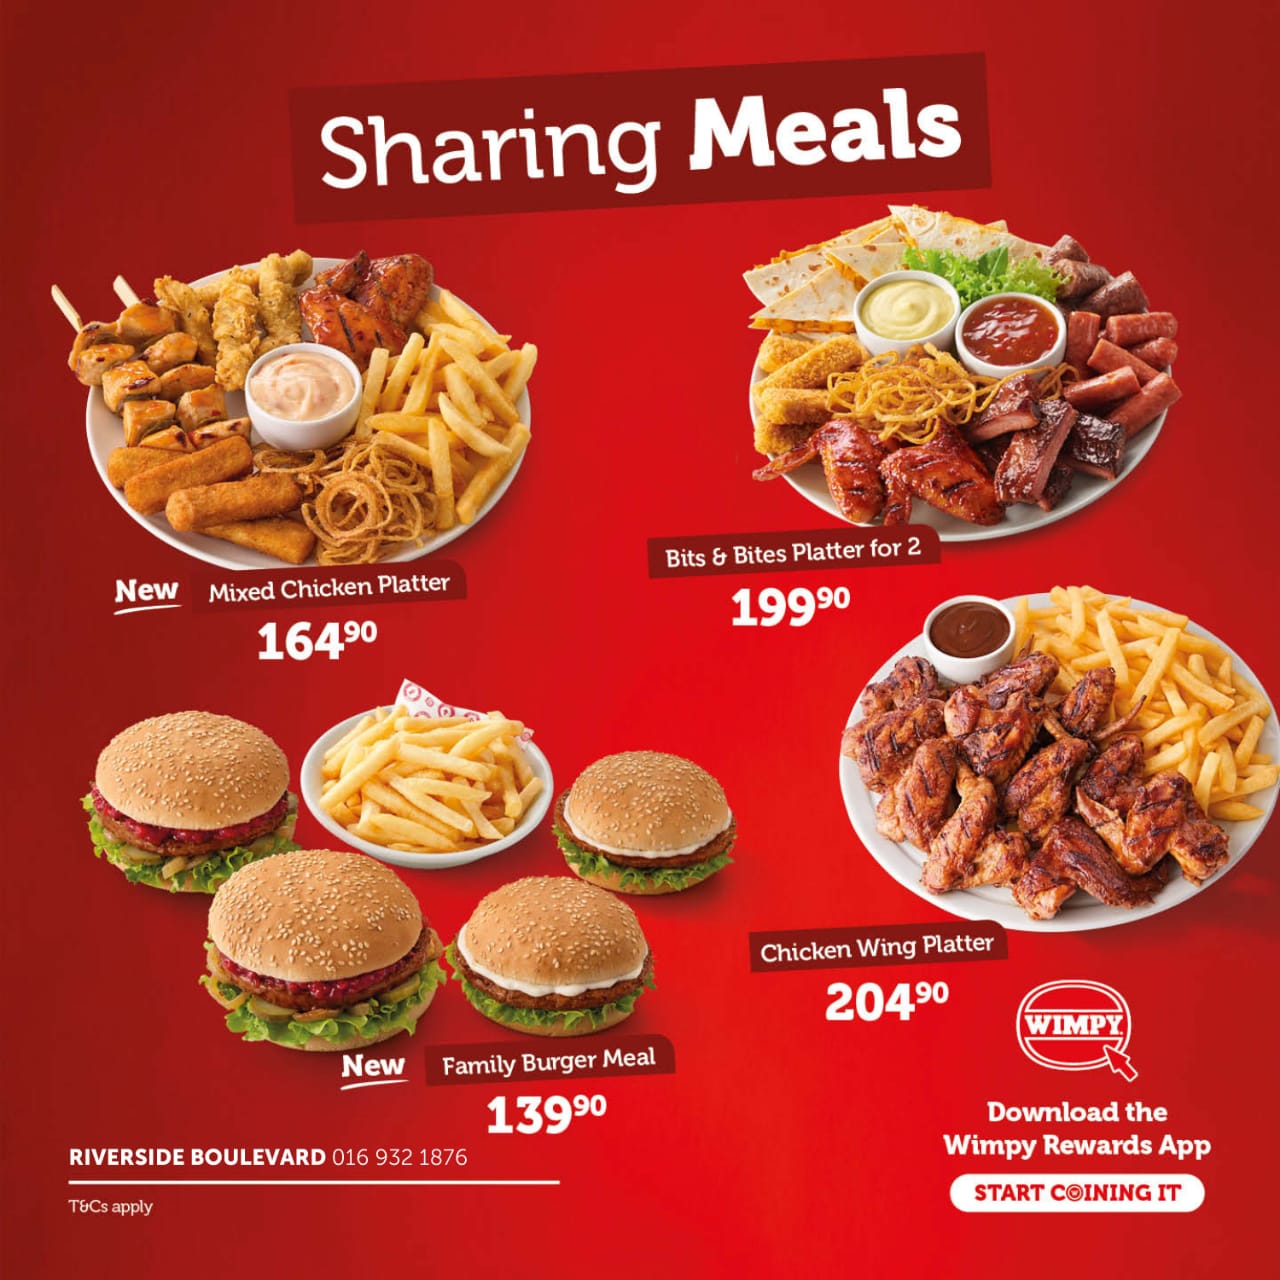 Sharing Meals
New Mixed Chicken Platter
164⁹⁰
Bits & Bites Platter for 2
199⁹⁰
Chicken Wing Platter
204⁹⁰
New Family Burger Meal
139⁹⁰
WIMPY
Download the
Wimpy Rewards App
START COINING IT
RIVERSIDE BOULEVARD 016 932 1876
T&Cs apply